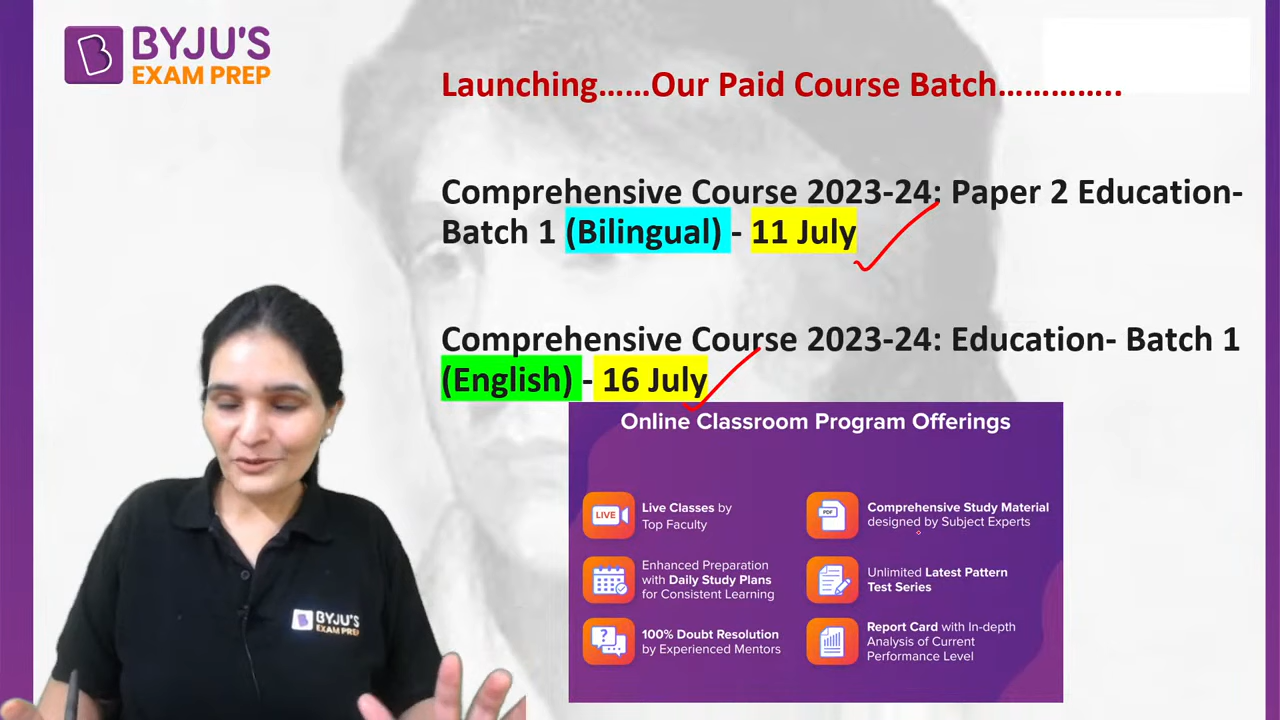 BYJU'S
EXAM PREP
Launching......Our Paid Course Batch…………..
Comprehensive Course 2023-24: Paper 2 Education-
Batch 1 (Bilingual) - 11 July
Comprehensive Course 2023-24: Education- Batch 1
(English) - 16 July
Online Classroom Program Offerings
LIVE
Live Classes by
Top Faculty
Enhanced Preparation
with Daily Study Plans
for Consistent Learning
?
100% Doubt Resolution
by Experienced Mentors
PDF
Comprehensive Study Material
designed by Subject Experts
Unlimited Latest Pattern
Test Series
Report Card with In-depth
Analysis of Current
Performance Level
BYJU'S
EXAM PREP